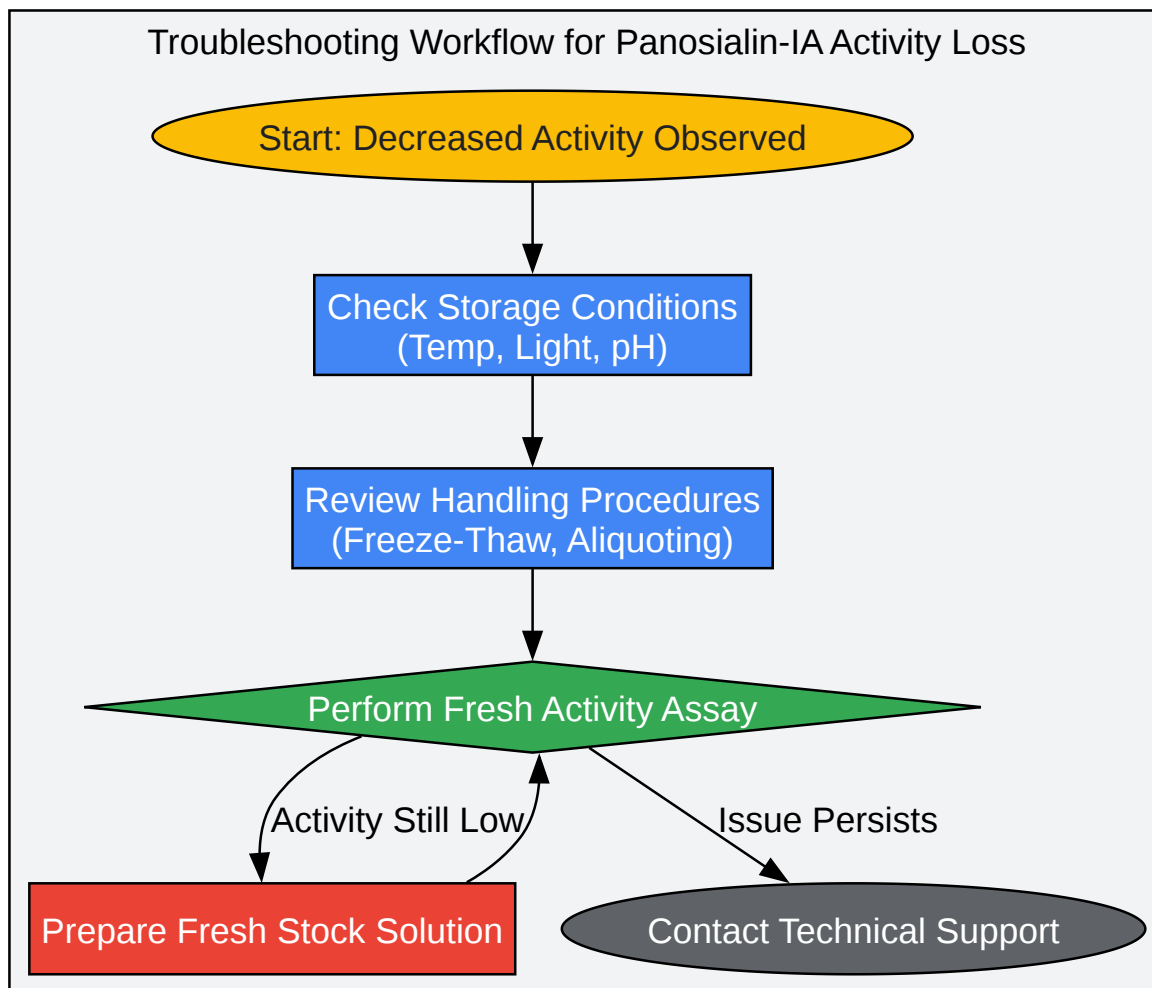 Troubleshooting Workflow for Panosialin-IA Activity Loss
Start: Decreased Activity Observed
Check Storage Conditions
(Temp, Light, pH)
Review Handling Procedures
(Freeze-Thaw, Aliquoting)
Perform Fresh Activity Assay
Activity Still Low
Issue Persists
Prepare Fresh Stock Solution
Contact Technical Support